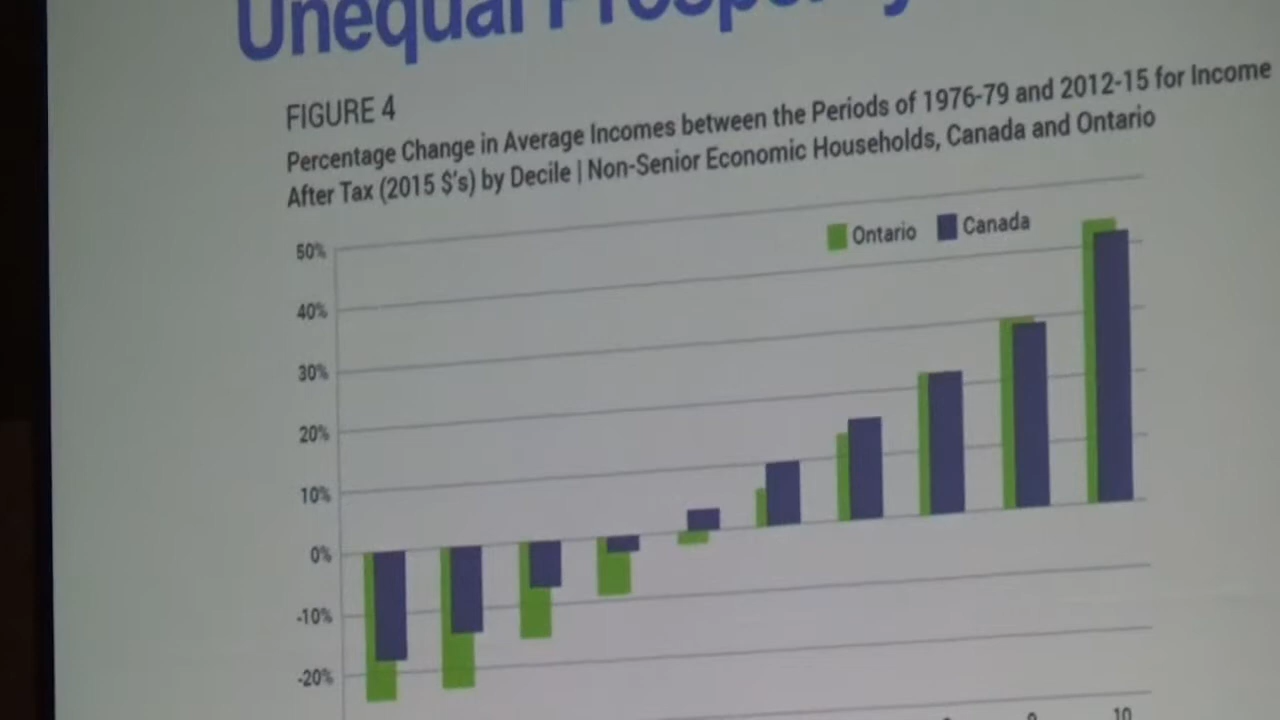 Unequal Prosperity
FIGURE 4
Percentage Change in Average Incomes between the Periods of 1976-79 and 2012-15 for Income
After Tax (2015 $'s) by Decile | Non-Senior Economic Households, Canada and Ontario
Ontario Canada
50%
40%
30%
20%
10%
0%
-10%
-20%
10